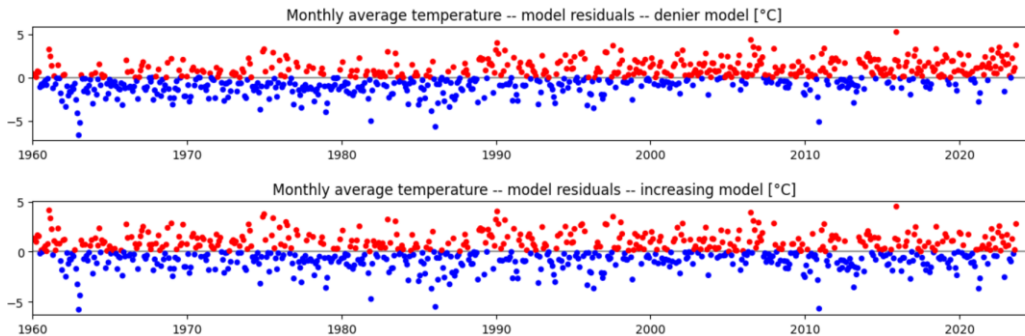 Monthly average temperature -- model residuals -- denier model [°C]
5
0
−5
1960 1970 1980 1990 2000 2010 2020
Monthly average temperature -- model residuals -- increasing model [°C]
5
0
−5
1960 1970 1980 1990 2000 2010 2020